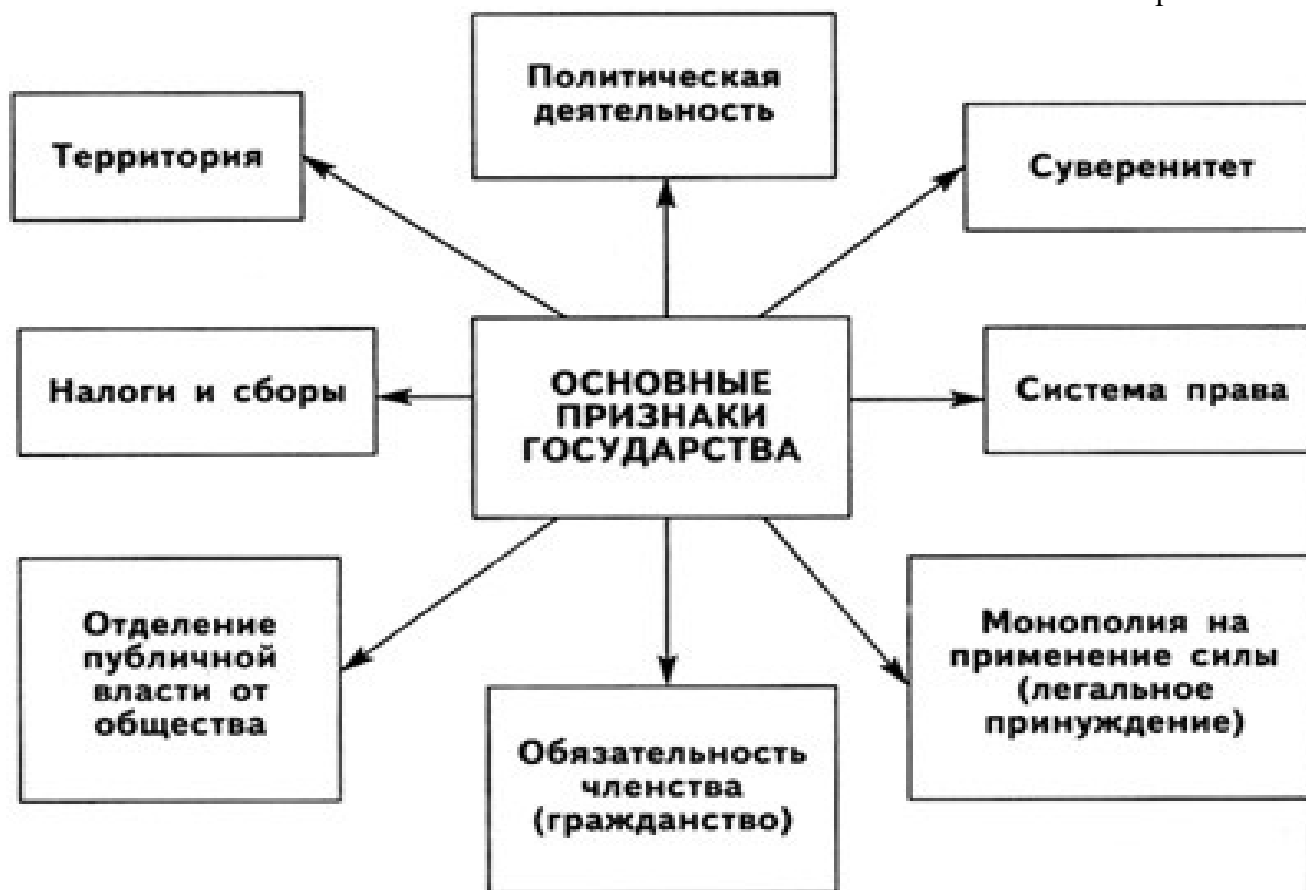 Политическая
деятельность
Территория
Суверенитет
Налоги и сборы
ОСНОВНЫЕ
ПРИЗНАКИ
ГОСУДАРСТВА
Система права
Отделение
публичной
власти от
общества
Обязательность
членства
(гражданство)
Монополия на
применение силы
(легальное
принуждение)